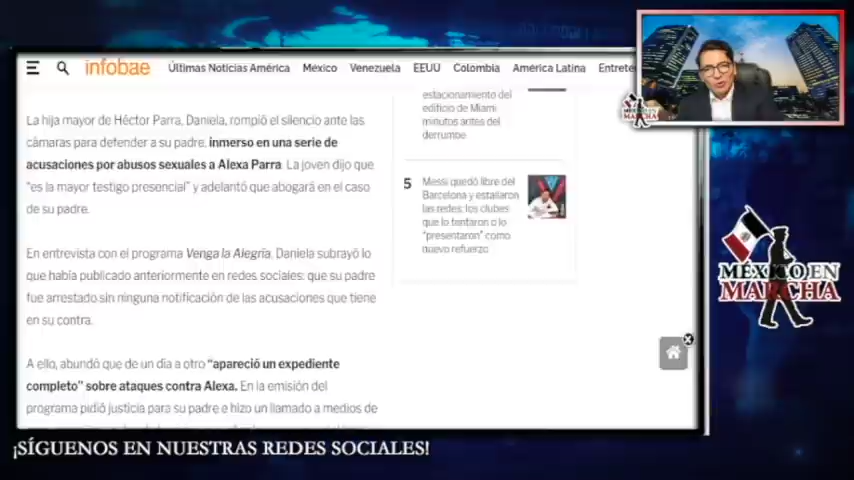 infobae
Últimas Noticias América
México
Venezuela
EEUU
Colombia
América Latina
Entrete
La hija mayor de Héctor Parra, Daniela, rompió el silencio ante las
cámaras para defender a su padre, inmerso en una serie de
acusaciones por abusos sexuales a Alexa Parra. La joven dijo que
"es la mayor testigo presencial" y adelantó que abogará en el caso
de su padre.
En entrevista con el programa Venga la Alegría, Daniela subrayó lo
que había publicado anteriormente en redes sociales: que su padre
fue arrestado sin ninguna notificación de las acusaciones que tiene
en su contra.
A ello, abundó que de un día a otro "apareció un expediente
completo" sobre ataques contra Alexa. En la emisión del
programa pidió justicia para su padre e hizo un llamado a medios de
estacionamiento del
edificio de Miami
minutos antes del
derrumbe
5
Messi quedó libre del
Barcelona y estallaron
las redes: los clubes
que lo tentaron o lo
"presentaron" como
nuevo refuerzo
MÉXICO EN
MARCHA
MÉXICO EN
MARCHA
¡SÍGUENOS EN NUESTRAS REDES SOCIALES!